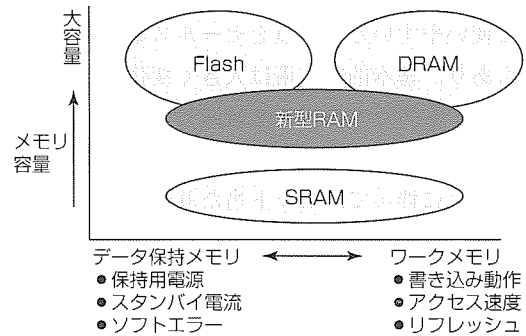 大容量
Flash
DRAM
新型RAM
メモリ
容量
SRAM
データ保持メモリ
ワークメモリ
●保持用電源
●書き込み動作
●スタンバイ電流
●アクセス速度
●ソフトエラー
●リフレッシュ